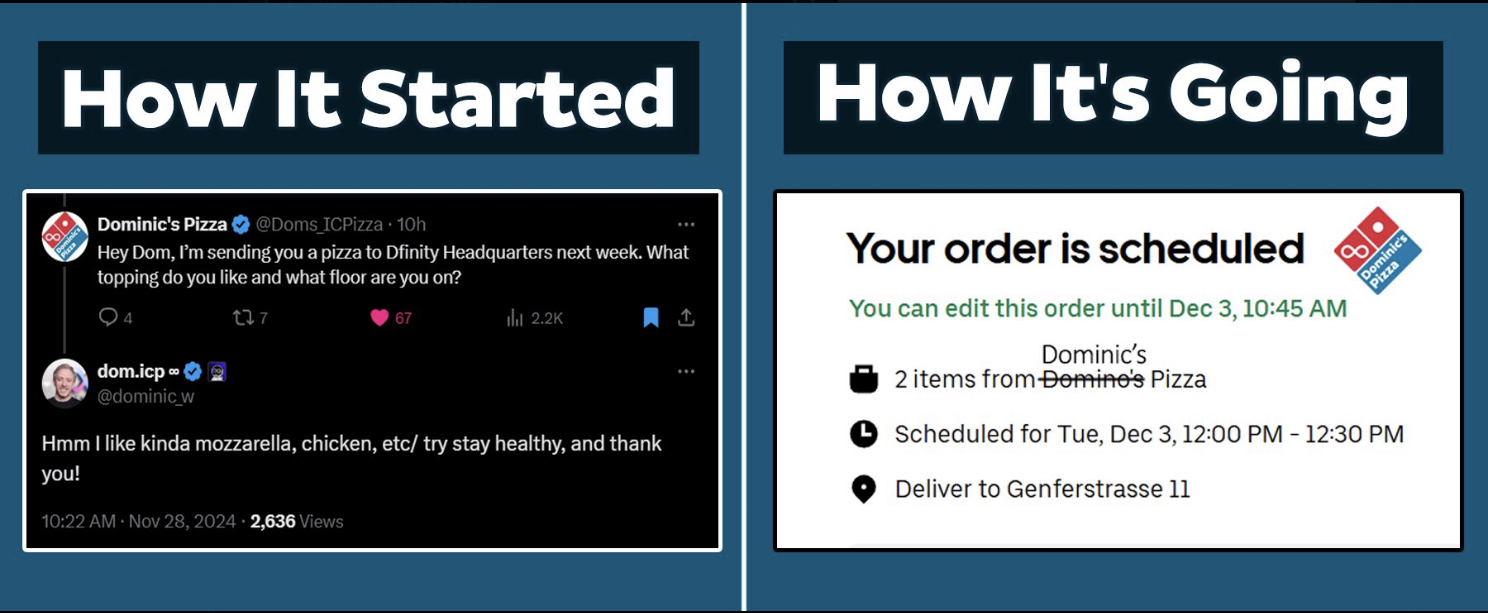 How It Started
Dominic's Pizza @Doms_ICPizza · 10h
Hey Dom, I'm sending you a pizza to Dfinity Headquarters next week. What
topping do you like and what floor are you on?
4 7 67 2.2K
dom.icp ∞
@dominic_w
Hmm I like kinda mozzarella, chicken, etc/ try stay healthy, and thank
you!
10:22 AM · Nov 28, 2024 · 2,636 Views
How It's Going
Your order is scheduled
Dominic's
Pizza
You can edit this order until Dec 3, 10:45 AM
Dominic's
2 items from Domino's Pizza
Scheduled for Tue, Dec 3, 12:00 PM - 12:30 PM
Deliver to Genferstrasse 11